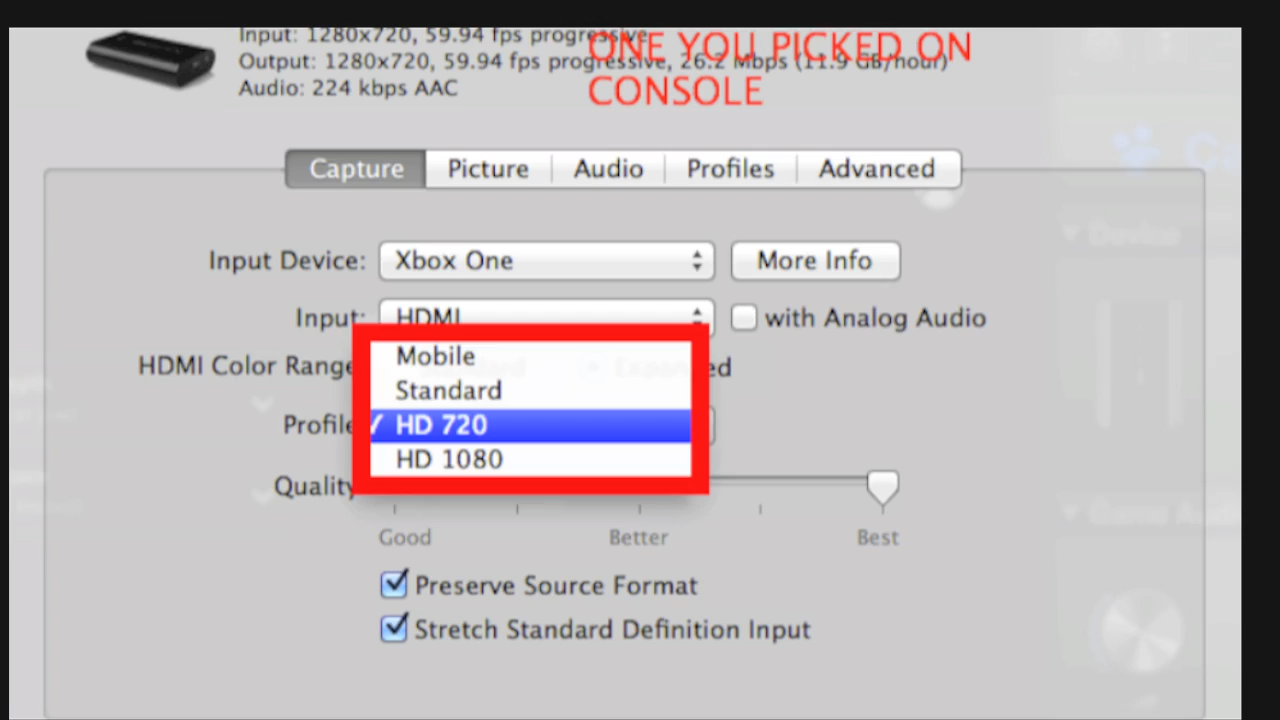 Input: 1280x720, 59.94 fps progressive
ONE YOU PICKED ON
Output: 1280x720, 59.94 fps progressive, 26.2 Mbps (11.9 GB/hour)
CONSOLE
Audio: 224 kbps AAC
Capture Picture Audio Profiles Advanced
Device
Input Device: Xbox One More Info
Input: HDMI with Analog Audio
Mobile
HDMI Color Range
Standard
Profile HD 720
HD 1080
Quality
Good Better Best
Preserve Source Format
Stretch Standard Definition Input